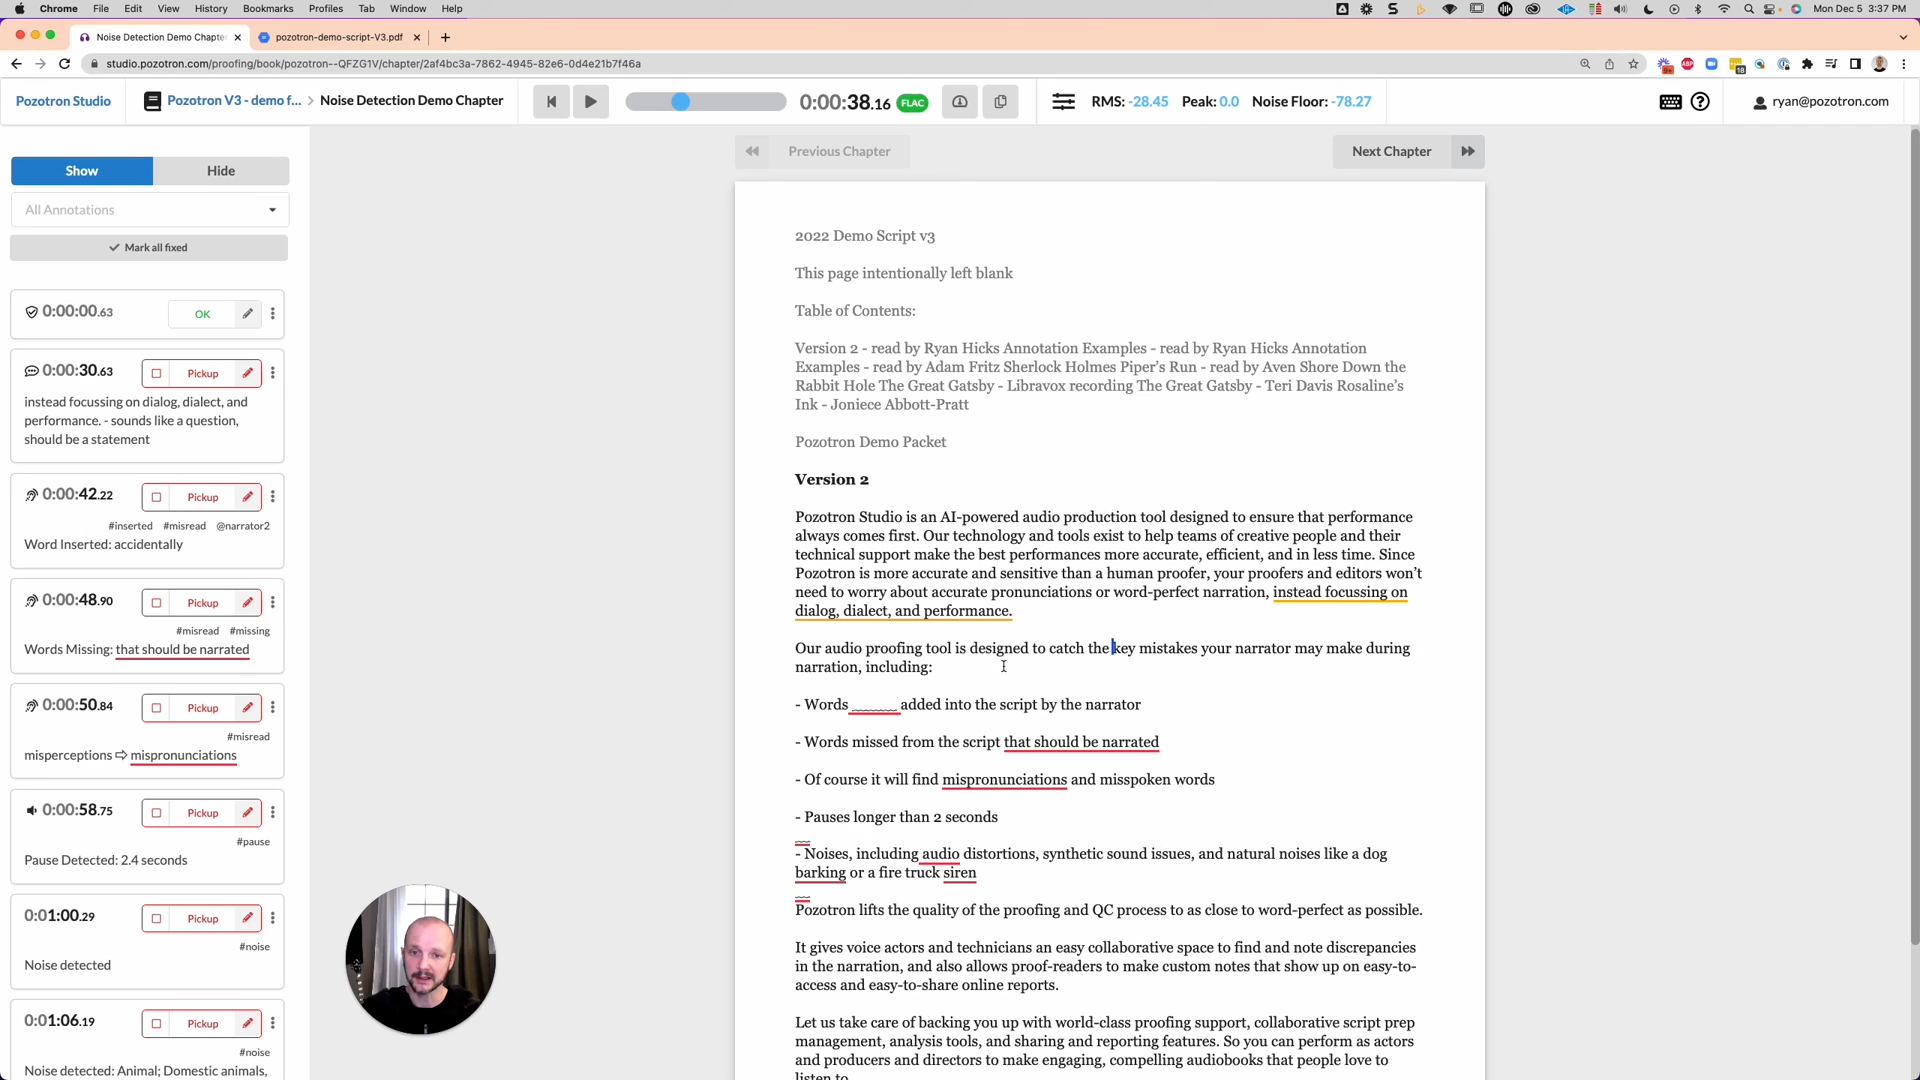 Chrome File Edit View History Bookmarks Profiles Tab Window Help Mon Dec 5 3:37 PM
Noise Detection Demo Chapte pozotron-demo-script-V3.pdf
studio.pozotron.com/proofing/book/pozotron--QFZG1V/chapter/2af4bc3a-7862-4945-82e6-0d4e21b7f46a
Pozotron Studio Pozotron V3 - demo f... > Noise Detection Demo Chapter 0:00:38.16 FLAC RMS: -28.45 Peak: 0.0 Noise Floor: -78.27 ryan@pozotron.com
Show Hide
All Annotations
Mark all fixed
0:00:00.63 OK
0:00:30.63 Pickup
instead focussing on dialog, dialect, and
performance. - sounds like a question,
should be a statement
0:00:42.22 Pickup
#inserted #misread @narrator2
Word Inserted: accidentally
0:00:48.90 Pickup
#misread #missing
Words Missing: that should be narrated
0:00:50.84 Pickup
#misread
misperceptions ⇨ mispronunciations
0:00:58.75 Pickup
#pause
Pause Detected: 2.4 seconds
0:01:00.29 Pickup
#noise
Noise detected
0:01:06.19 Pickup
#noise
Noise detected: Animal; Domestic animals,
Previous Chapter Next Chapter
2022 Demo Script v3
This page intentionally left blank
Table of Contents:
Version 2 - read by Ryan Hicks Annotation Examples - read by Ryan Hicks Annotation
Examples - read by Adam Fritz Sherlock Holmes Piper's Run - read by Aven Shore Down the
Rabbit Hole The Great Gatsby - Libravox recording The Great Gatsby - Teri Davis Rosaline's
Ink - Joniece Abbott-Pratt
Pozotron Demo Packet
Version 2
Pozotron Studio is an AI-powered audio production tool designed to ensure that performance
always comes first. Our technology and tools exist to help teams of creative people and their
technical support make the best performances more accurate, efficient, and in less time. Since
Pozotron is more accurate and sensitive than a human proofer, your proofers and editors won't
need to worry about accurate pronunciations or word-perfect narration, instead focussing on
dialog, dialect, and performance.
Our audio proofing tool is designed to catch the key mistakes your narrator may make during
narration, including:
- Words added into the script by the narrator
- Words missed from the script that should be narrated
- Of course it will find mispronunciations and misspoken words
- Pauses longer than 2 seconds
- Noises, including audio distortions, synthetic sound issues, and natural noises like a dog
barking or a fire truck siren
Pozotron lifts the quality of the proofing and QC process to as close to word-perfect as possible.
It gives voice actors and technicians an easy collaborative space to find and note discrepancies
in the narration, and also allows proof-readers to make custom notes that show up on easy-to-
access and easy-to-share online reports.
Let us take care of backing you up with world-class proofing support, collaborative script prep
management, analysis tools, and sharing and reporting features. So you can perform as actors
and producers and directors to make engaging, compelling audiobooks that people love to
listen to